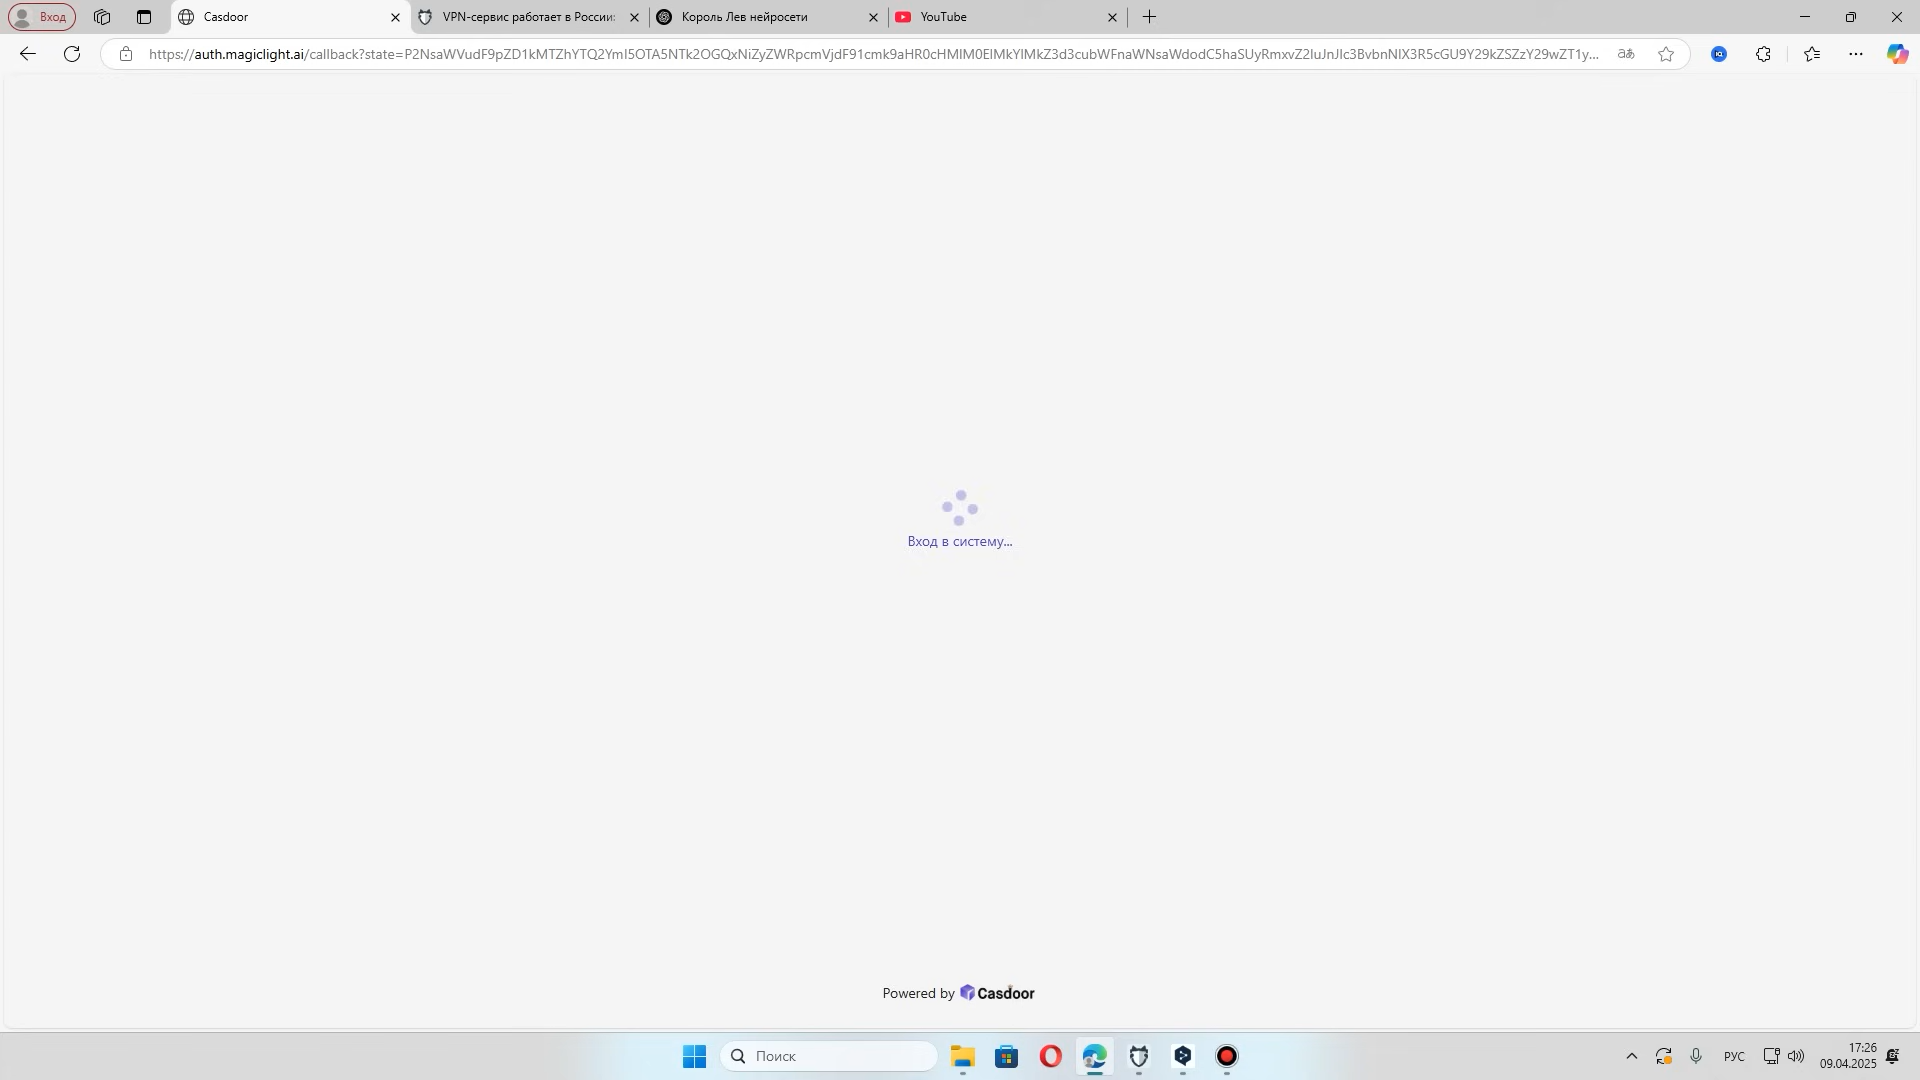 Вход
Casdoor
VPN-сервис работает в России:
Король Лев нейросети
YouTube
https://auth.magiclight.ai/callback?state=P2NsaWVudF9pZD1kMTZhYTQ2YmI5OTA5NTk2OGQxNiZyZWRpcmVjdF91cmk9aHR0cHMlM0ElMkYlMkZ3d3cubWFnaWNsaWdodC5haSUyRmxvZ2luJnJlc3BvbnNlX3R5cGU9Y29kZSZzY29wZT1y...
Вход в систему...
Powered by Casdoor
Поиск
РУС
17:26
09.04.2025